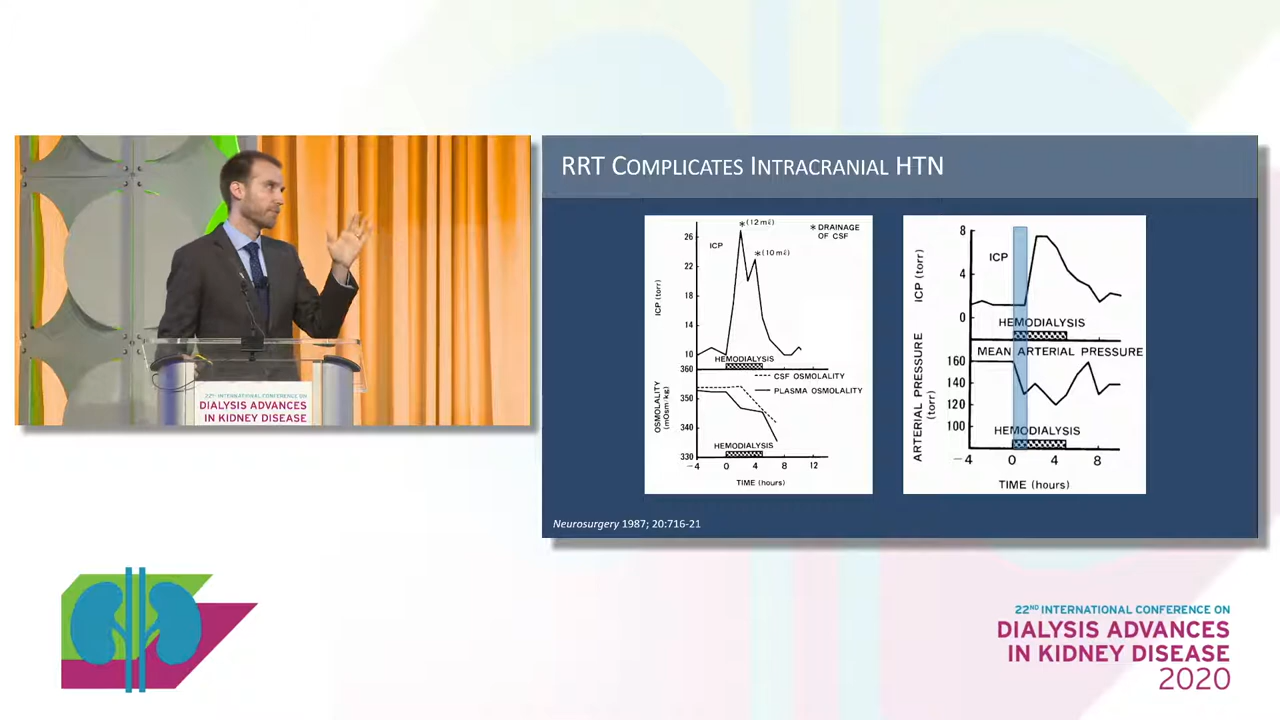 RRT COMPLICATES INTRACRANIAL HTN
26
22
18
14
10
ICP (torr)
ICP
*(12 mℓ)
*(10 mℓ)
* DRAINAGE
OF CSF
HEMODIALYSIS
360
350
340
330
OSMOLALITY
(mOsm·kg)
--- CSF OSMOLALITY
— PLASMA OSMOLALITY
HEMODIALYSIS
-4 0 4 8 12
TIME (hours)
8
4
0
ICP (torr)
ICP
HEMODIALYSIS
MEAN ARTERIAL PRESSURE
160
140
120
100
ARTERIAL PRESSURE
(torr)
HEMODIALYSIS
-4 0 4 8
TIME (hours)
Neurosurgery 1987; 20:716-21
22ND INTERNATIONAL CONFERENCE ON
DIALYSIS ADVANCES
IN KIDNEY DISEASE
22ND INTERNATIONAL CONFERENCE ON
DIALYSIS ADVANCES
IN KIDNEY DISEASE
2020